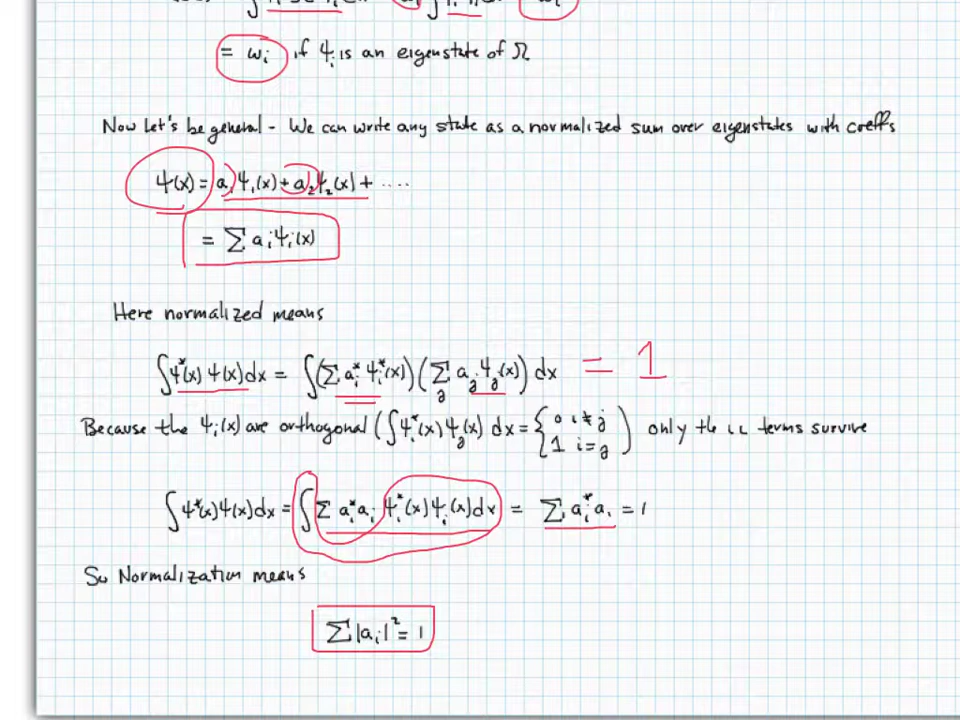 = ωᵢ if Ψᵢ is an eigenstate of Ω
Now Let's be general - We can write any state as a normalized sum over eigenstates with coeffs
Ψ(x) = a₁Ψ₁(x) + a₂Ψ₂(x) + ....
= Σ aᵢΨᵢ(x)
Here normalized means
∫Ψ*(x) Ψ(x) dx = ∫(Σ aᵢ* Ψᵢ*(x)) (Σⱼ aⱼ Ψⱼ(x)) dx = 1
Because the Ψᵢ(x) are orthogonal (∫Ψᵢ*(x) Ψⱼ(x) dx = {0 i≠j 1 i=j) only the ii terms survive
∫Ψ*(x)Ψ(x)dx = ∫Σ aᵢ*aᵢ Ψᵢ*(x)Ψᵢ(x)dx = Σ aᵢ*aᵢ = 1
So Normalization means
Σ|aᵢ|² = 1